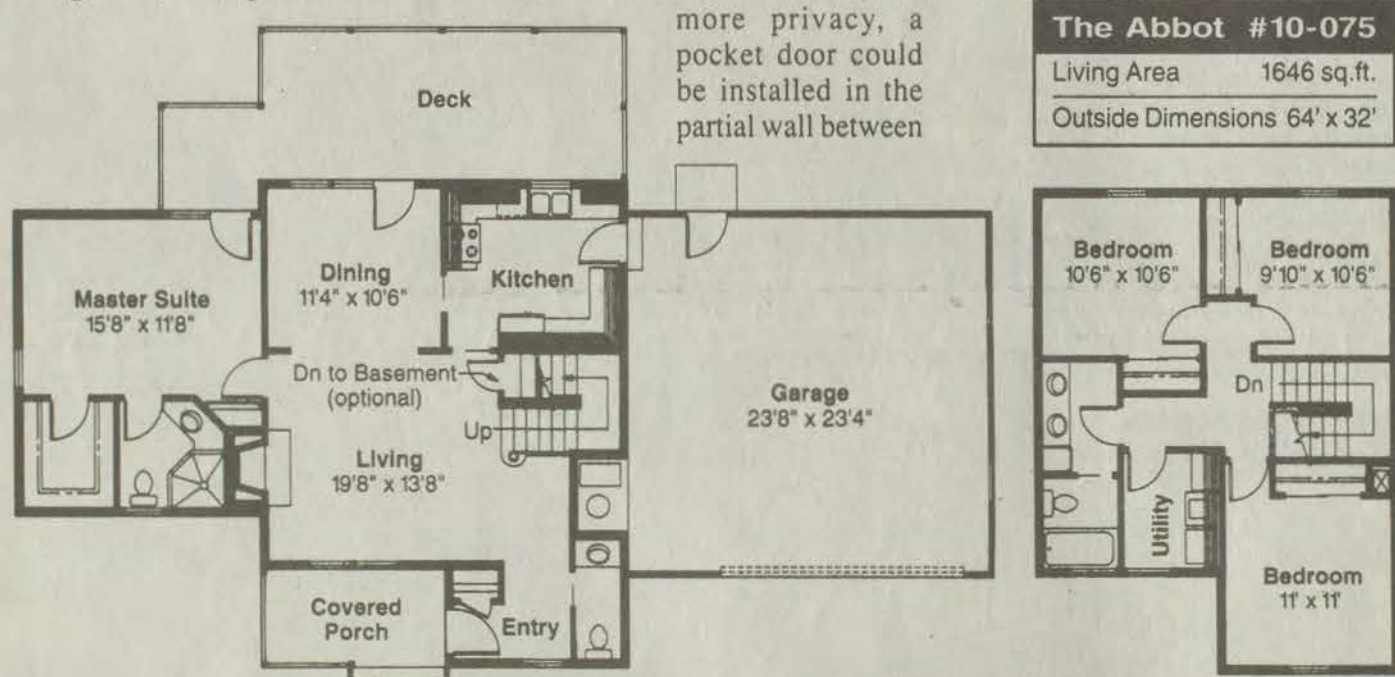 more privacy, a
pocket door could
be installed in the
partial wall between
The Abbot #10-075
Living Area 1646 sq.ft.
Outside Dimensions 64' x 32'
Deck
Master Suite
15'8" x 11'8"
Dining
11'4" x 10'6"
Kitchen
Dn to Basement
(optional)
Up
Living
19'8" x 13'8"
Garage
23'8" x 23'4"
Covered
Porch
Entry
Bedroom
10'6" x 10'6"
Bedroom
9'10" x 10'6"
Dn
Utility
Bedroom
11' x 11'